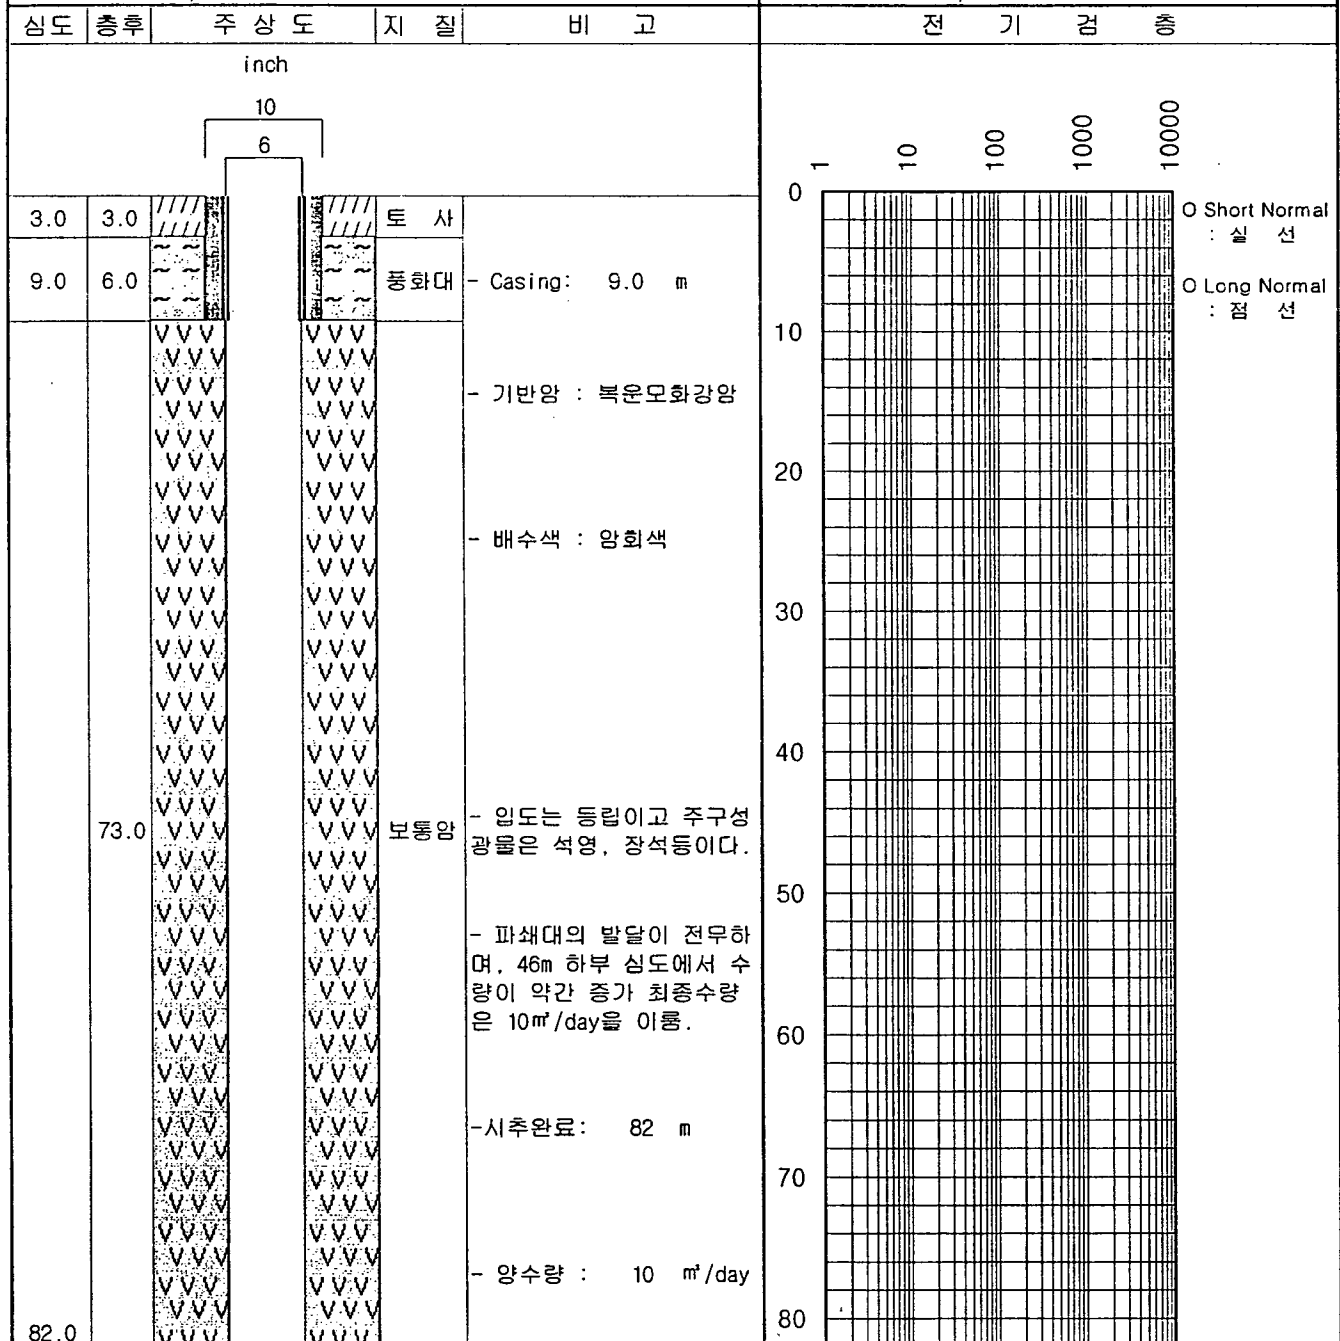 심도 층후 주 상 도 지 질 비 고 전 기 검 층
inch
10
6
1 10 100 1000 10000
3.0 3.0 토 사
9.0 6.0 풍화대 - Casing: 9.0 m
- 기반암 : 복운모화강암
- 배수색 : 암회색
73.0 보통암
- 입도는 등립이고 주구성
광물은 석영, 장석등이다.
- 파쇄대의 발달이 전무하
며, 46m 하부 심도에서 수
량이 약간 증가 최종수량
은 10㎥/day을 이룸.
-시추완료: 82 m
- 양수량 : 10 ㎥/day
82.0
0
10
20
30
40
50
60
70
80
O Short Normal
: 실 선
O Long Normal
: 점 선